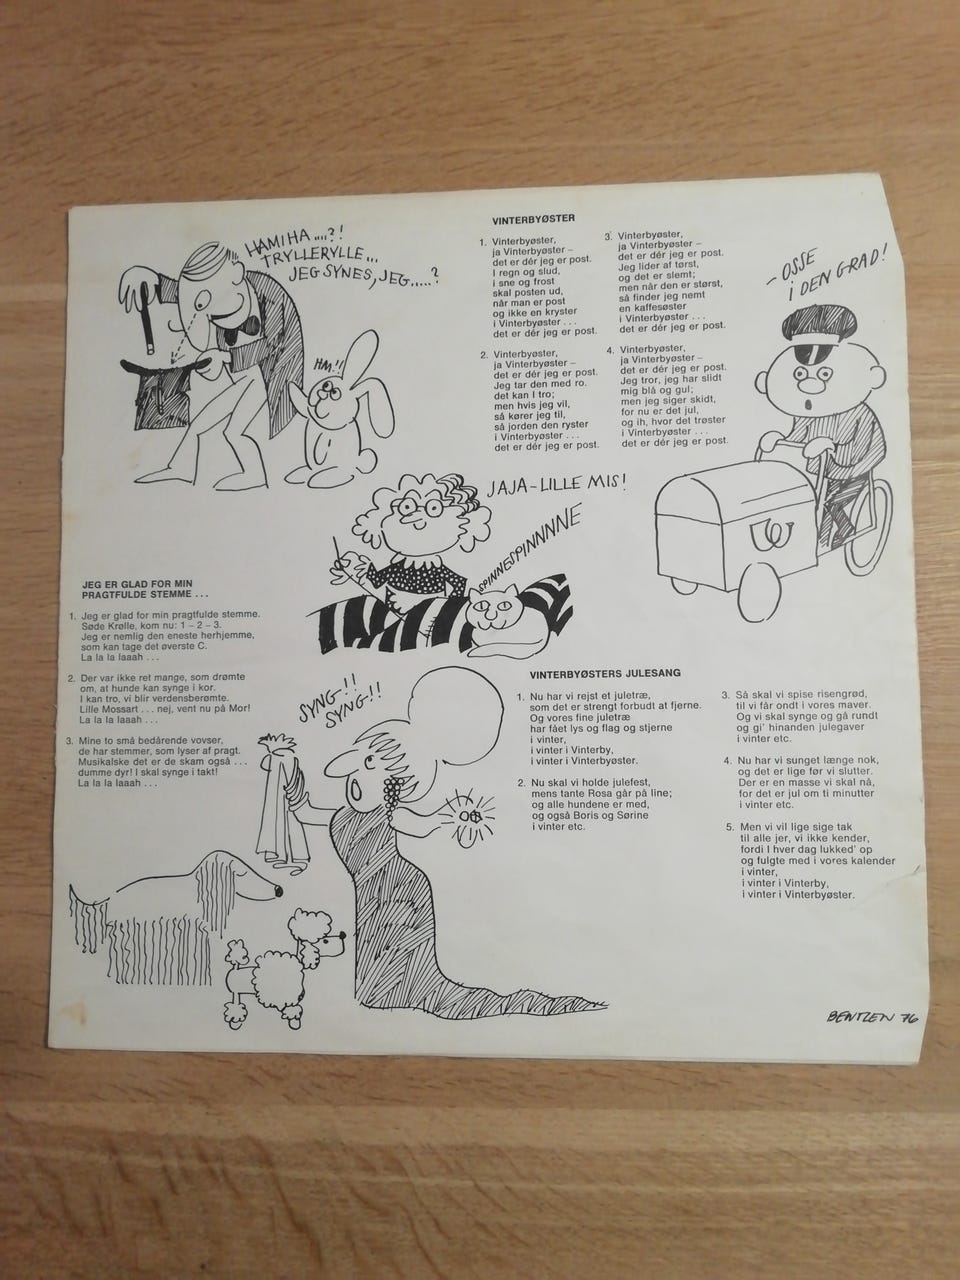 HAMIHA....?!
TRYLLERYLLE...
JEG SYNES, JEG.....?
HM!!
VINTERBYØSTER
1. Vinterbyøster,
ja Vinterbyøster –
det er dér jeg er post.
I regn og slud,
i sne og frost
skal posten ud,
når man er post
og ikke en kryster
i Vinterbyøster . . .
det er dér jeg er post.
2. Vinterbyøster,
ja Vinterbyøster –
det er dér jeg er post.
Jeg tar den med ro.
det kan I tro;
men hvis jeg vil,
så kører jeg til,
så jorden den ryster
i Vinterbyøster . . .
det er dér jeg er post.
3. Vinterbyøster,
ja Vinterbyøster –
det er dér jeg er post.
Jeg lider af tørst,
og det er slemt;
men når den er størst,
så finder jeg nemt
en kaffesøster
i Vinterbyøster . . .
det er dér jeg er post.
4. Vinterbyøster,
ja Vinterbyøster –
det er dér jeg er post.
Jeg tror, jeg har slidt
mig blå og gul;
men jeg siger skidt,
for nu er det jul,
og ih, hvor det trøster
i Vinterbyøster . . .
det er dér jeg er post.
- OSSE
i DEN GRAD!
JAJA - LILLE MIS!
SPINNESPINNNNE
JEG ER GLAD FOR MIN
PRAGTFULDE STEMME . . .
1. Jeg er glad for min pragtfulde stemme.
Søde Krølle, kom nu: 1 – 2 – 3.
Jeg er nemlig den eneste herhjemme,
som kan tage det øverste C.
La la la laaah . . .
2. Der var ikke ret mange, som drømte
om, at hunde kan synge i kor.
I kan tro, vi blir verdensberømte.
Lille Mossart . . . nej, vent nu på Mor!
La la la laaah . . .
3. Mine to små bedårende vovser,
de har stemmer, som lyser af pragt.
Musikalske det er de skam også . . .
dumme dyr! I skal synge i takt!
La la la laaah . . .
SYNG!!
SYNG!!
VINTERBYØSTERS JULESANG
1. Nu har vi rejst et juletræ,
som det er strengt forbudt at fjerne.
Og vores fine juletræ
har fået lys og flag og stjerne
i vinter,
i vinter i Vinterby,
i vinter i Vinterbyøster.
2. Nu skal vi holde julefest,
mens tante Rosa går på line;
og alle hundene er med,
og også Boris og Sørine
i vinter etc.
3. Så skal vi spise risengrød,
til vi får ondt i vores maver.
Og vi skal synge og gå rundt
og gi' hinanden julegaver
i vinter etc.
4. Nu har vi sunget længe nok,
og det er lige før vi slutter.
Der er en masse vi skal nå,
for det er jul om ti minutter
i vinter etc.
5. Men vi vil lige sige tak
til alle jer, vi ikke kender,
fordi I hver dag lukked' op
og fulgte med i vores kalender
i vinter,
i vinter i Vinterby,
i vinter i Vinterbyøster.
BENTZEN 76